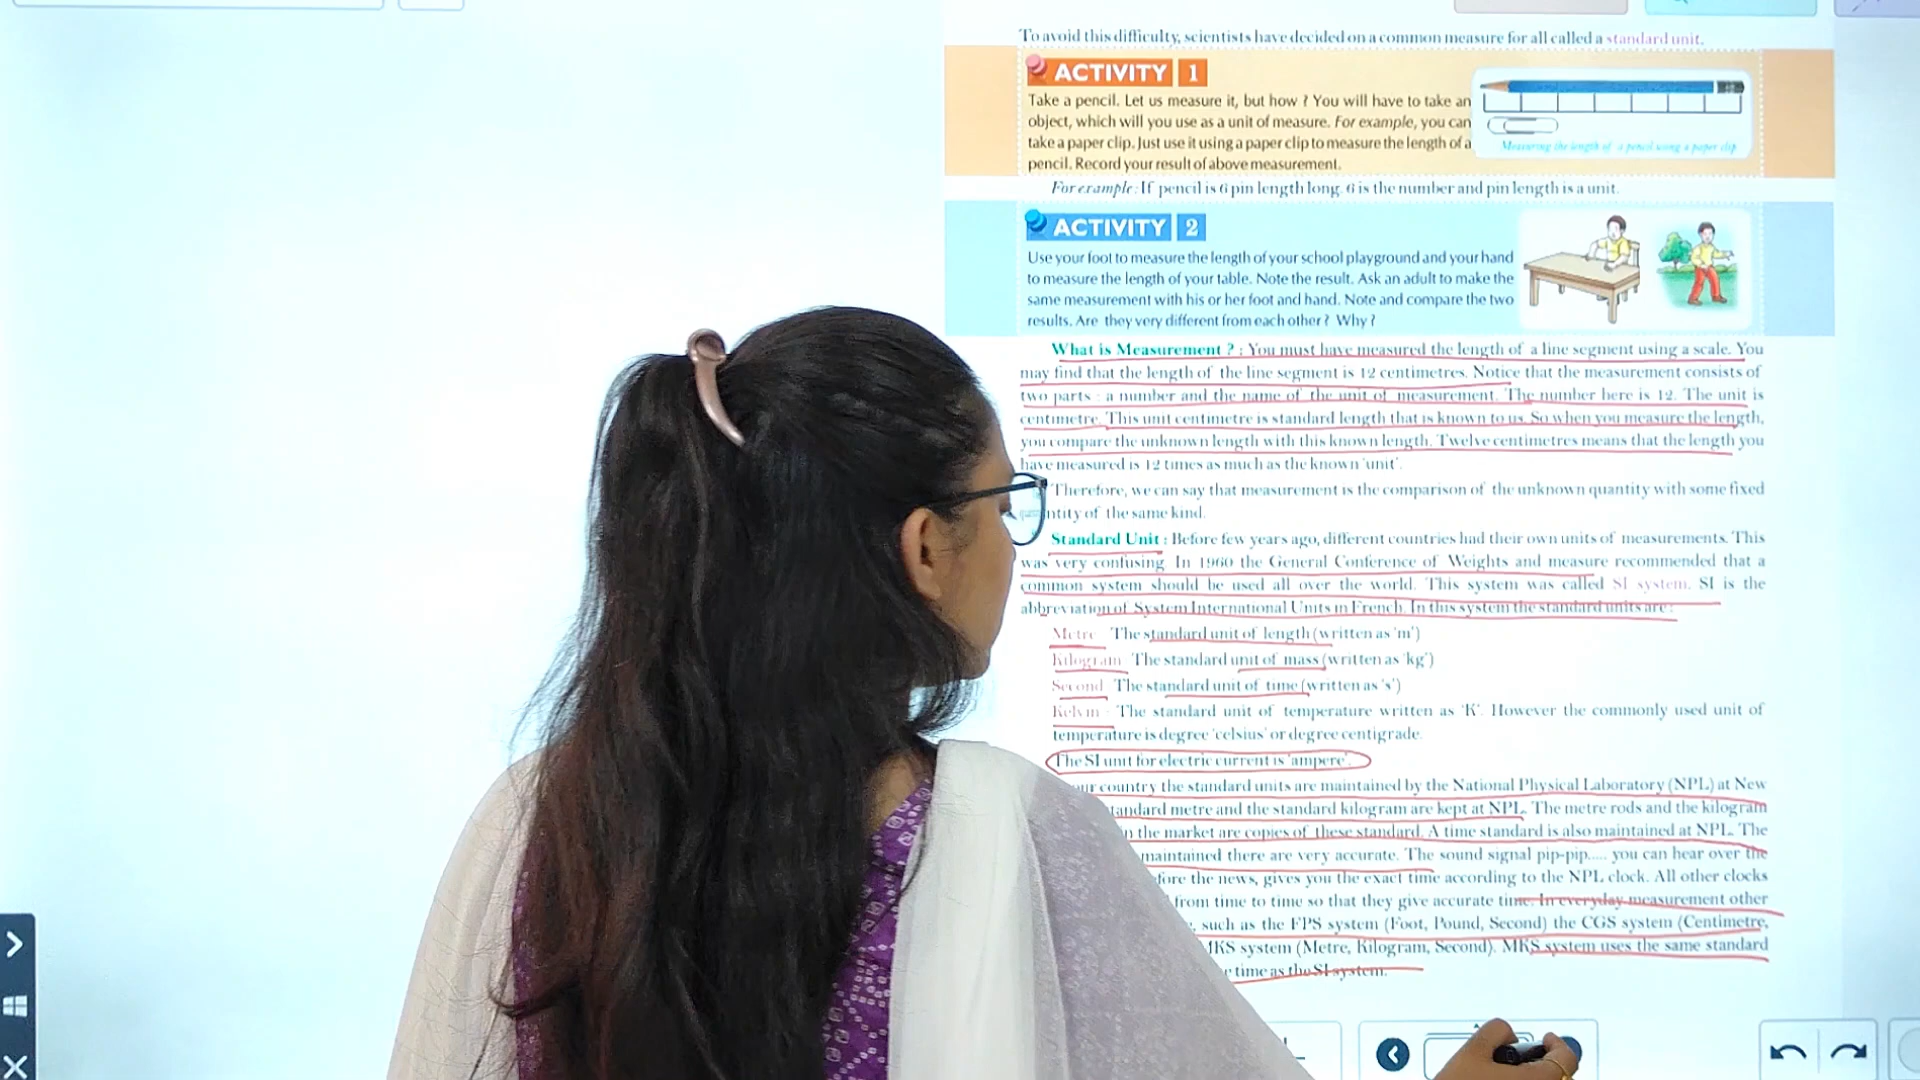 To avoid this difficulty, scientists have decided on a common measure for all called a standard unit.
ACTIVITY 1
Take a pencil. Let us measure it, but how ? You will have to take an
object, which will you use as a unit of measure. For example, you can
take a paper clip. Just use it using a paper clip to measure the length of a
pencil. Record your result of above measurement.
Measuring the length of a pencil using a paper clip
For example : If pencil is 6 pin length long. 6 is the number and pin length is a unit.
ACTIVITY 2
Use your foot to measure the length of your school playground and your hand
to measure the length of your table. Note the result. Ask an adult to make the
same measurement with his or her foot and hand. Note and compare the two
results. Are they very different from each other ? Why ?
What is Measurement ? : You must have measured the length of a line segment using a scale. You
may find that the length of the line segment is 12 centimetres. Notice that the measurement consists of
two parts : a number and the name of the unit of measurement. The number here is 12. The unit is
centimetre. This unit centimetre is standard length that is known to us. So when you measure the length,
you compare the unknown length with this known length. Twelve centimetres means that the length you
have measured is 12 times as much as the known 'unit'.
Therefore, we can say that measurement is the comparison of the unknown quantity with some fixed
ntity of the same kind.
Standard Unit : Before few years ago, different countries had their own units of measurements. This
was very confusing. In 1960 the General Conference of Weights and measure recommended that a
common system should be used all over the world. This system was called SI system. SI is the
abbreviation of System International Units in French. In this system the standard units are :
Metre The standard unit of length (written as 'm')
Kilogram The standard unit of mass (written as 'kg')
Second The standard unit of time (written as 's')
Kelvin - The standard unit of temperature written as 'K'. However the commonly used unit of
temperature is degree 'celsius' or degree centigrade.
The SI unit for electric current is 'ampere'.
ur country the standard units are maintained by the National Physical Laboratory (NPL) at New
tandard metre and the standard kilogram are kept at NPL. The metre rods and the kilogram
n the market are copies of these standard. A time standard is also maintained at NPL. The
maintained there are very accurate. The sound signal pip-pip..... you can hear over the
fore the news, gives you the exact time according to the NPL clock. All other clocks
from time to time so that they give accurate time. In everyday measurement other
, such as the FPS system (Foot, Pound, Second) the CGS system (Centimetre,
MKS system (Metre, Kilogram, Second). MKS system uses the same standard
time as the SI system.